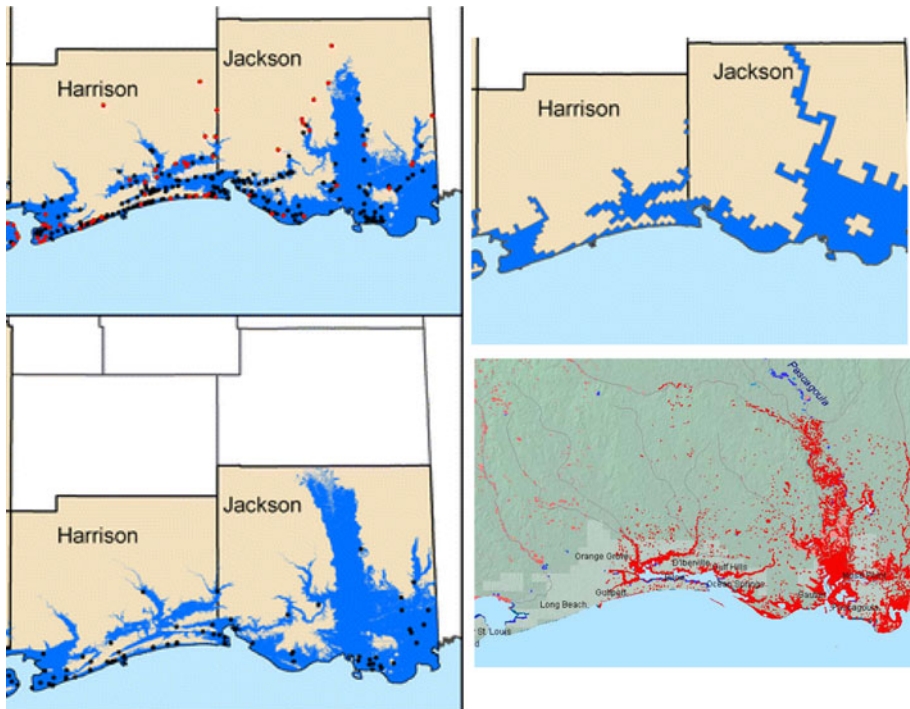 Harrison
Jackson
Harrison
Jackson
Harrison
Jackson
Pascagoula
Orange Grove
D'Iberville
Gulf Hills
Ocean Springs
Gulfport
Long Beach
St. Louis
Gautier
Pascagoula